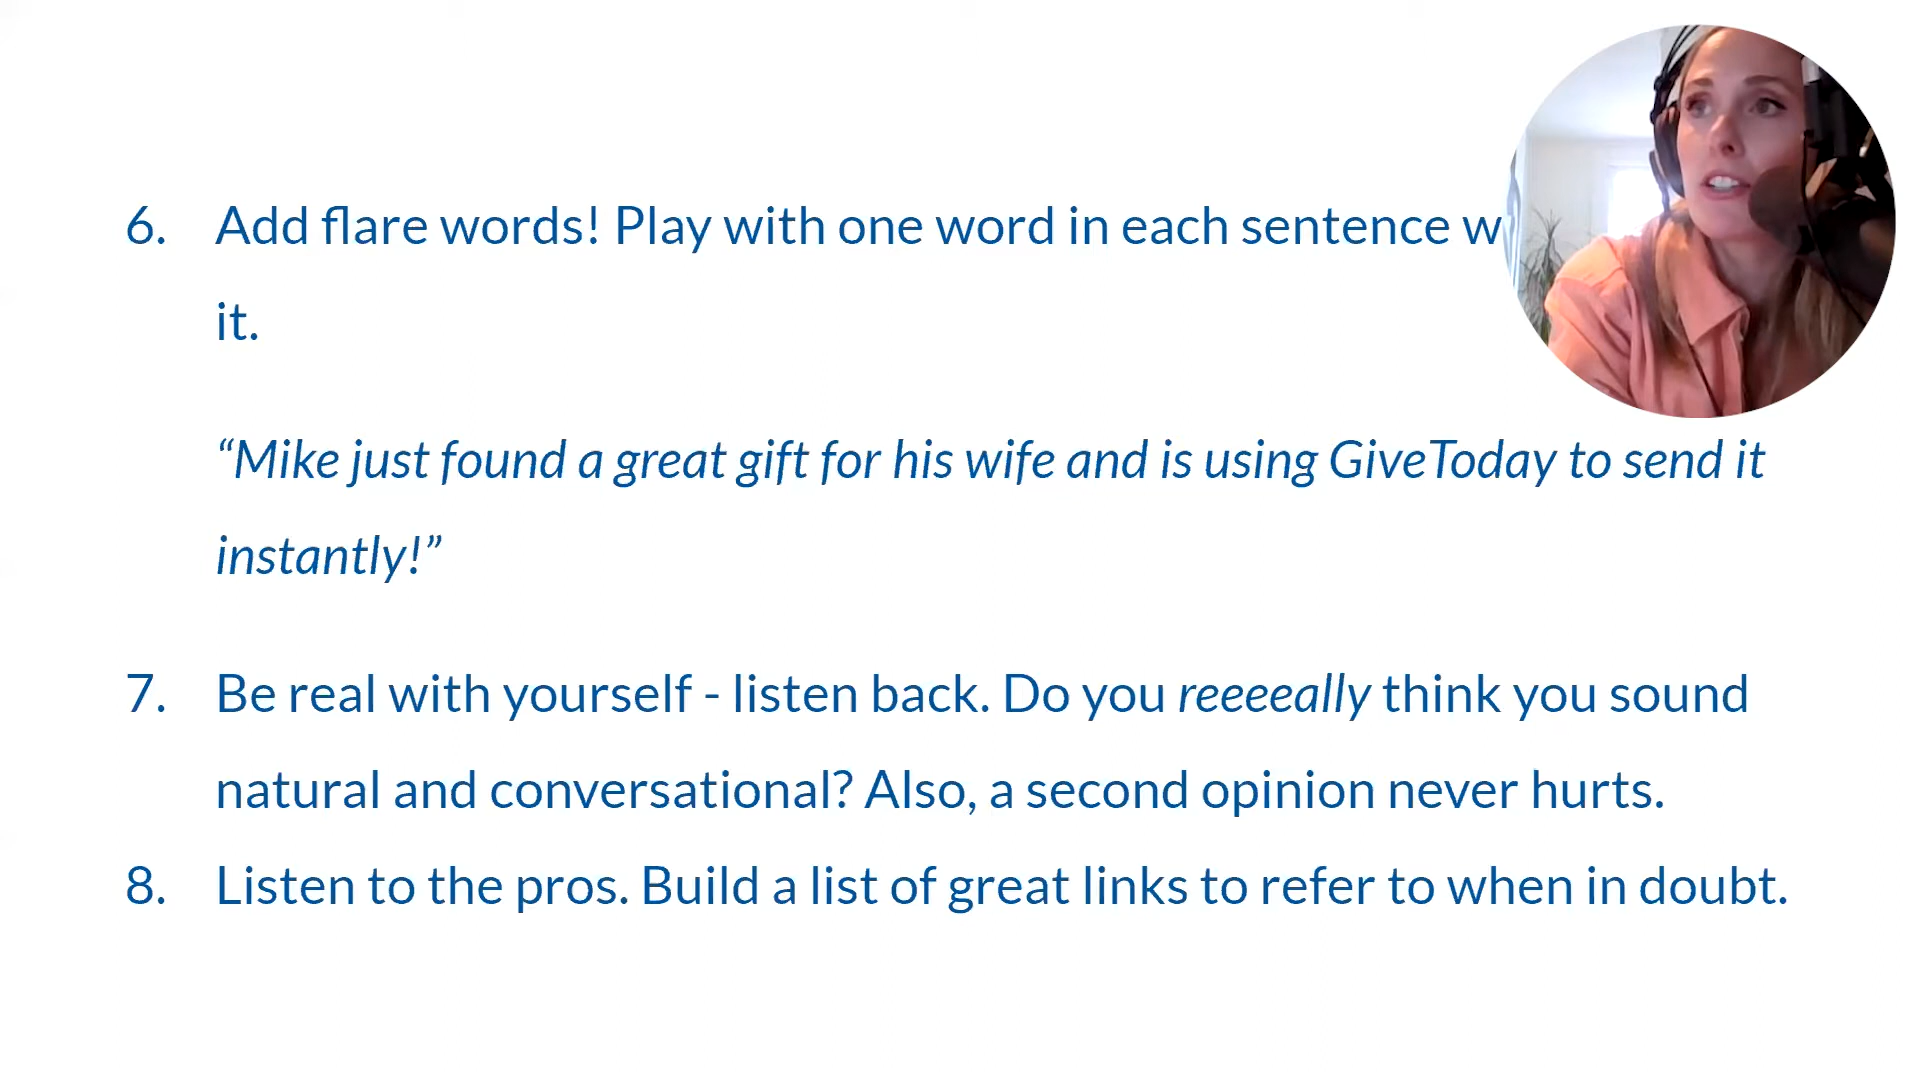 6. Add flare words! Play with one word in each sentence
it.
“Mike just found a great gift for his wife and is using GiveToday to send it
instantly!”
7. Be real with yourself - listen back. Do you reeeeally think you sound
natural and conversational? Also, a second opinion never hurts.
8. Listen to the pros. Build a list of great links to refer to when in doubt.